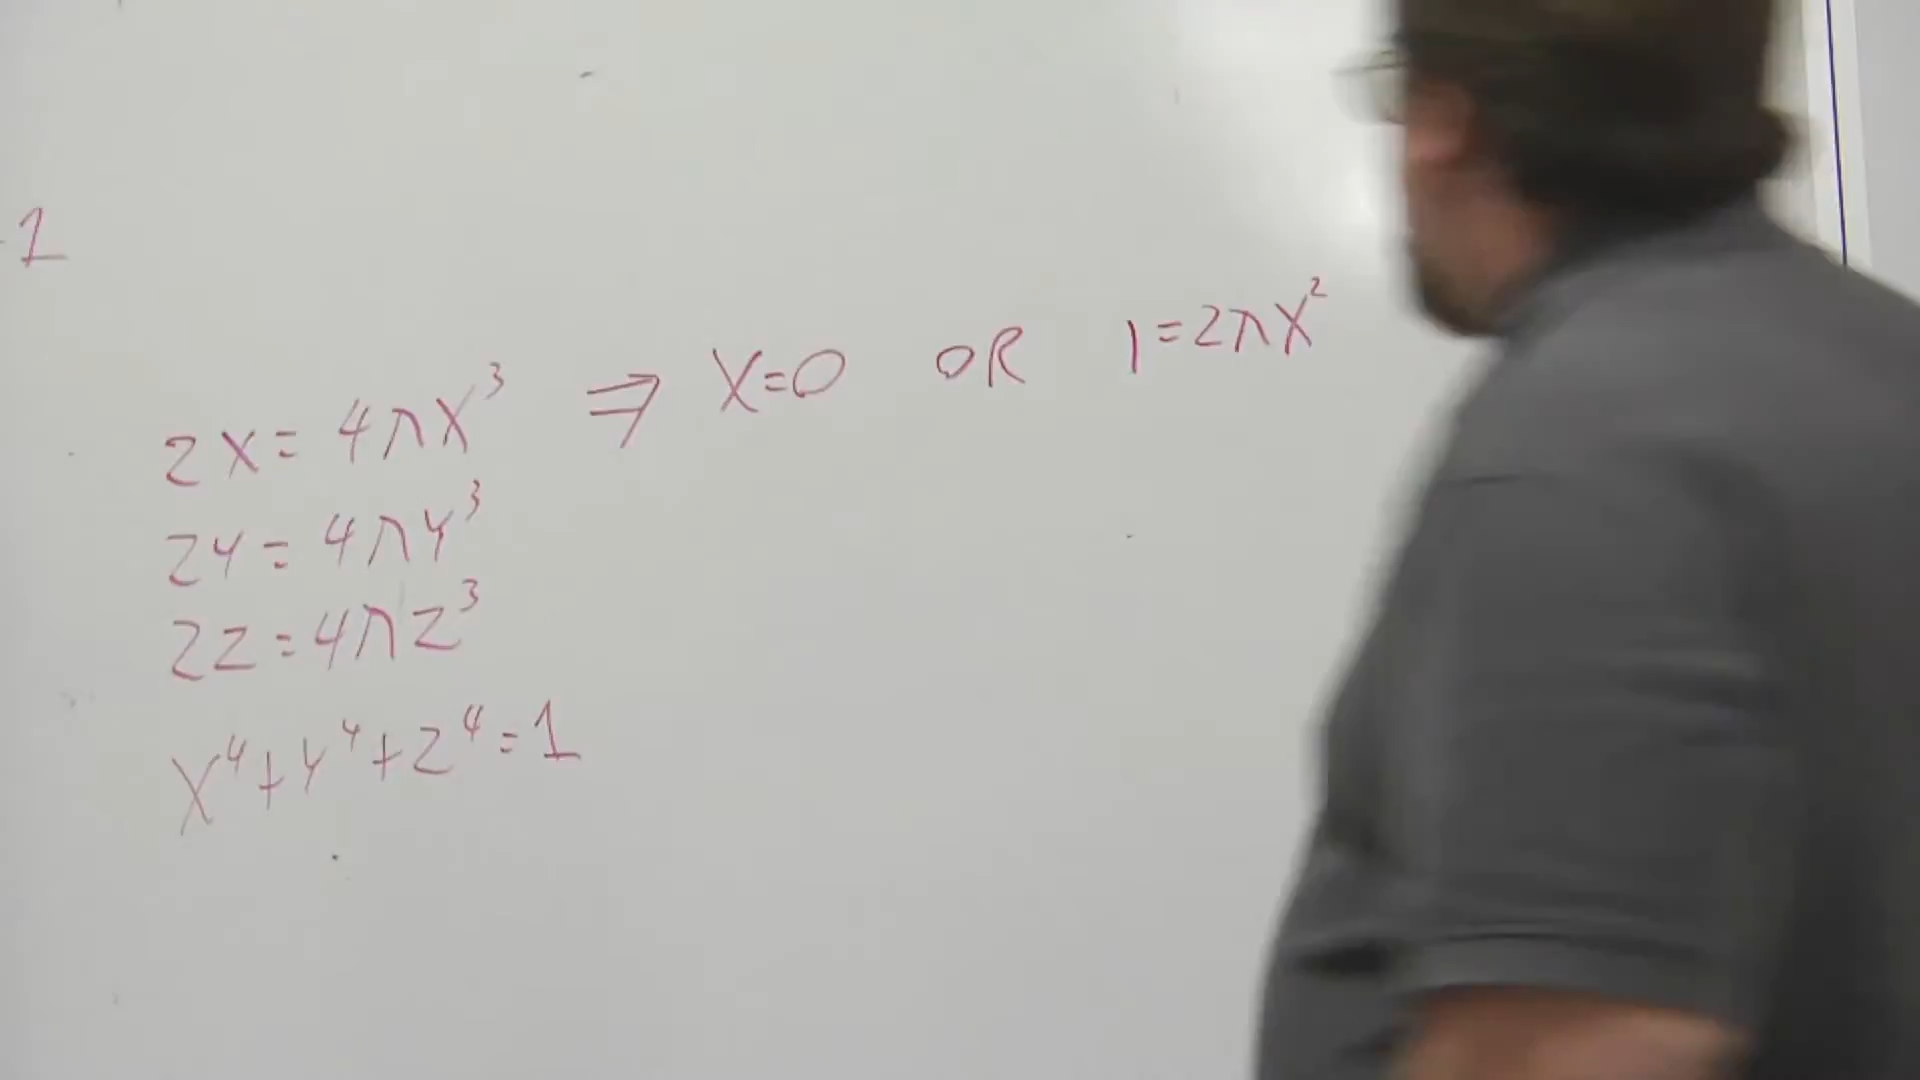 1
2x = 4λx³ ⇒ x=0 OR 1=2λx²
2y = 4λy³
2z = 4λz³
x⁴+y⁴+z⁴=1